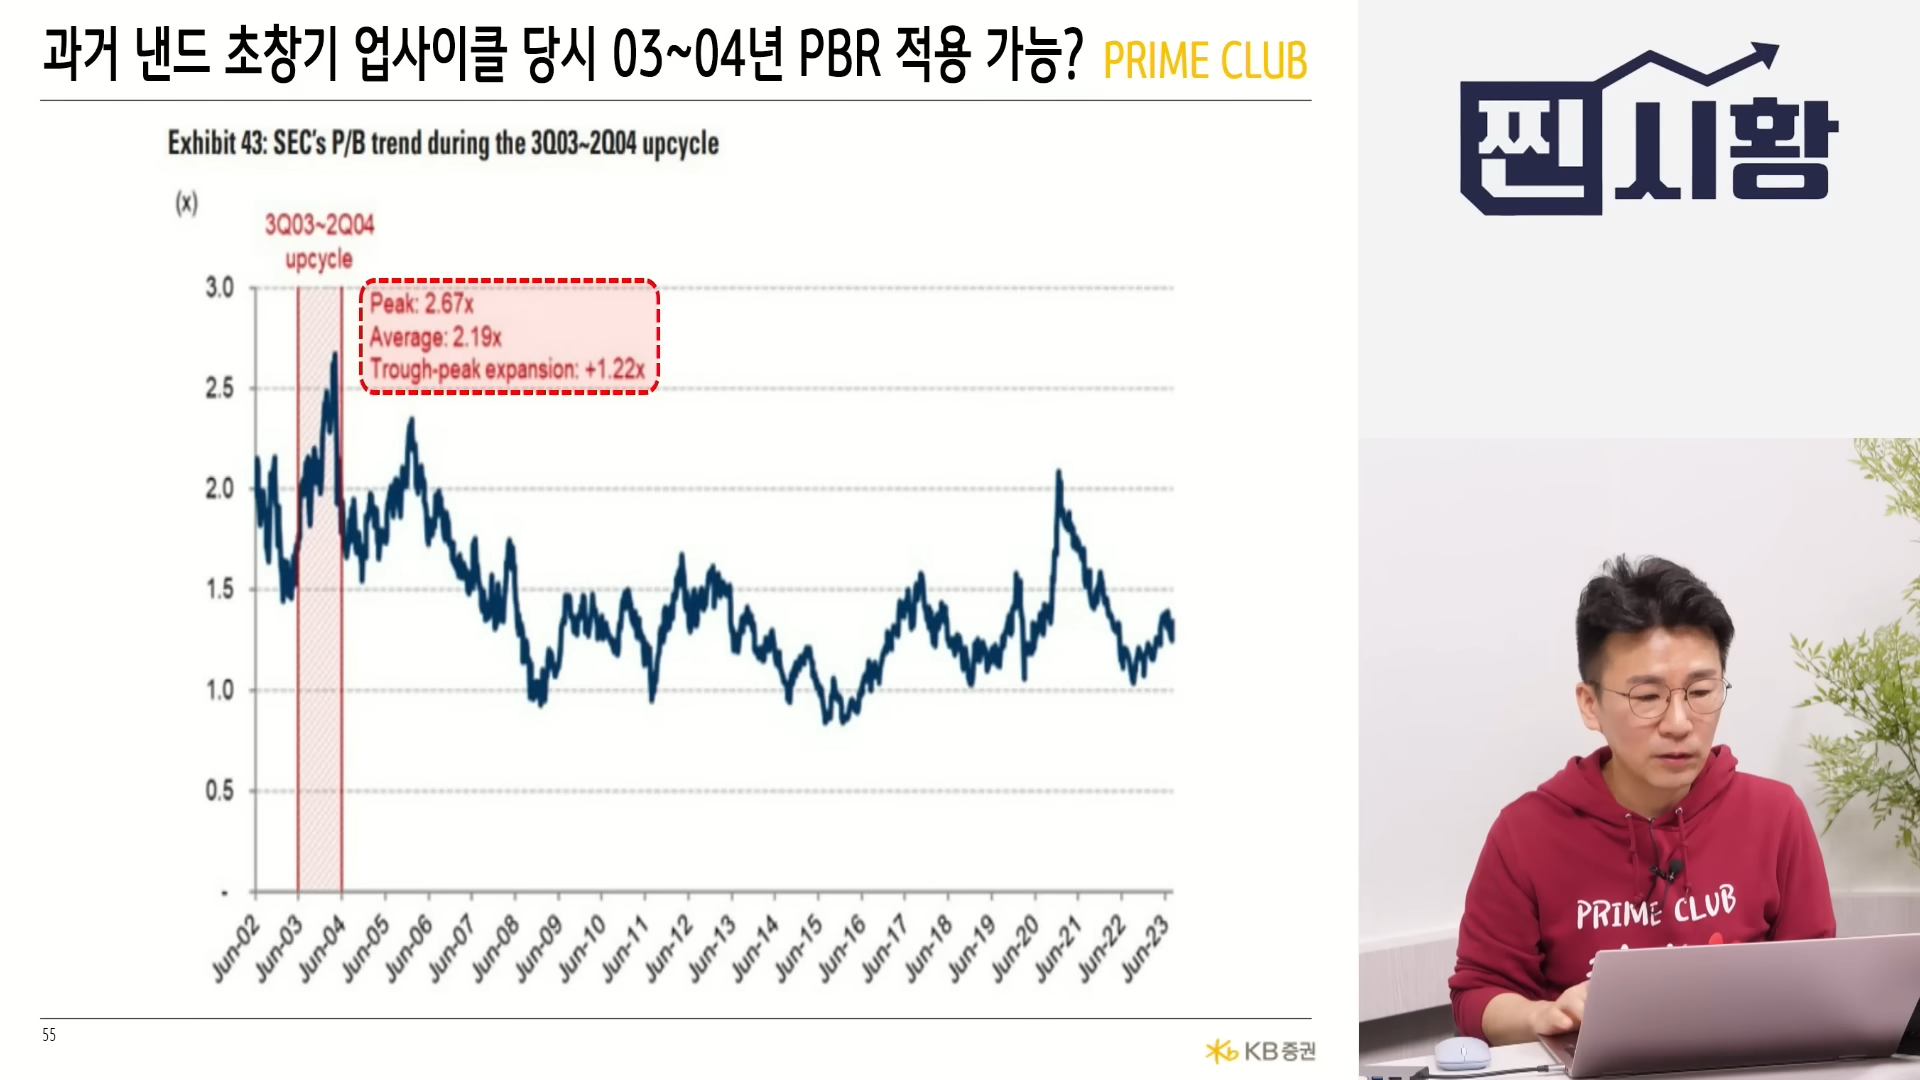 과거 낸드 초창기 업사이클 당시 03~04년 PBR 적용 가능? PRIME CLUB
Exhibit 43: SEC's P/B trend during the 3Q03~2Q04 upcycle
(x)
3Q03~2Q04
upcycle
Peak: 2.67x
Average: 2.19x
Trough-peak expansion: +1.22x
3.0
2.5
2.0
1.5
1.0
0.5
-
Jun-02 Jun-03 Jun-04 Jun-05 Jun-06 Jun-07 Jun-08 Jun-09 Jun-10 Jun-11 Jun-12 Jun-13 Jun-14 Jun-15 Jun-16 Jun-17 Jun-18 Jun-19 Jun-20 Jun-21 Jun-22 Jun-23
55
KB증권
찐시황
PRIME CLUB